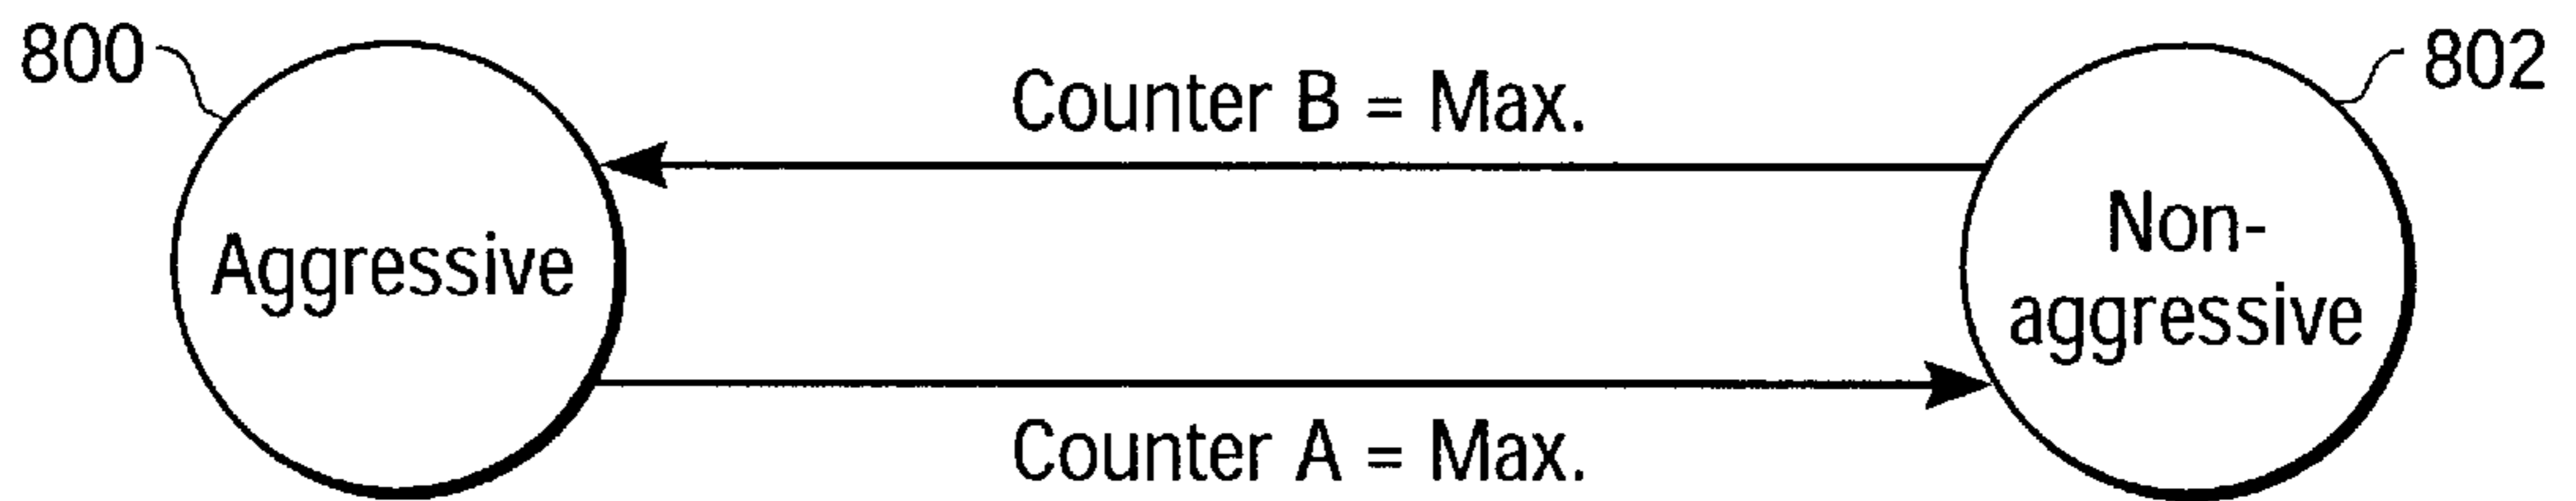 800
802
Counter B = Max.
Aggressive
Non-
aggressive
Counter A = Max.